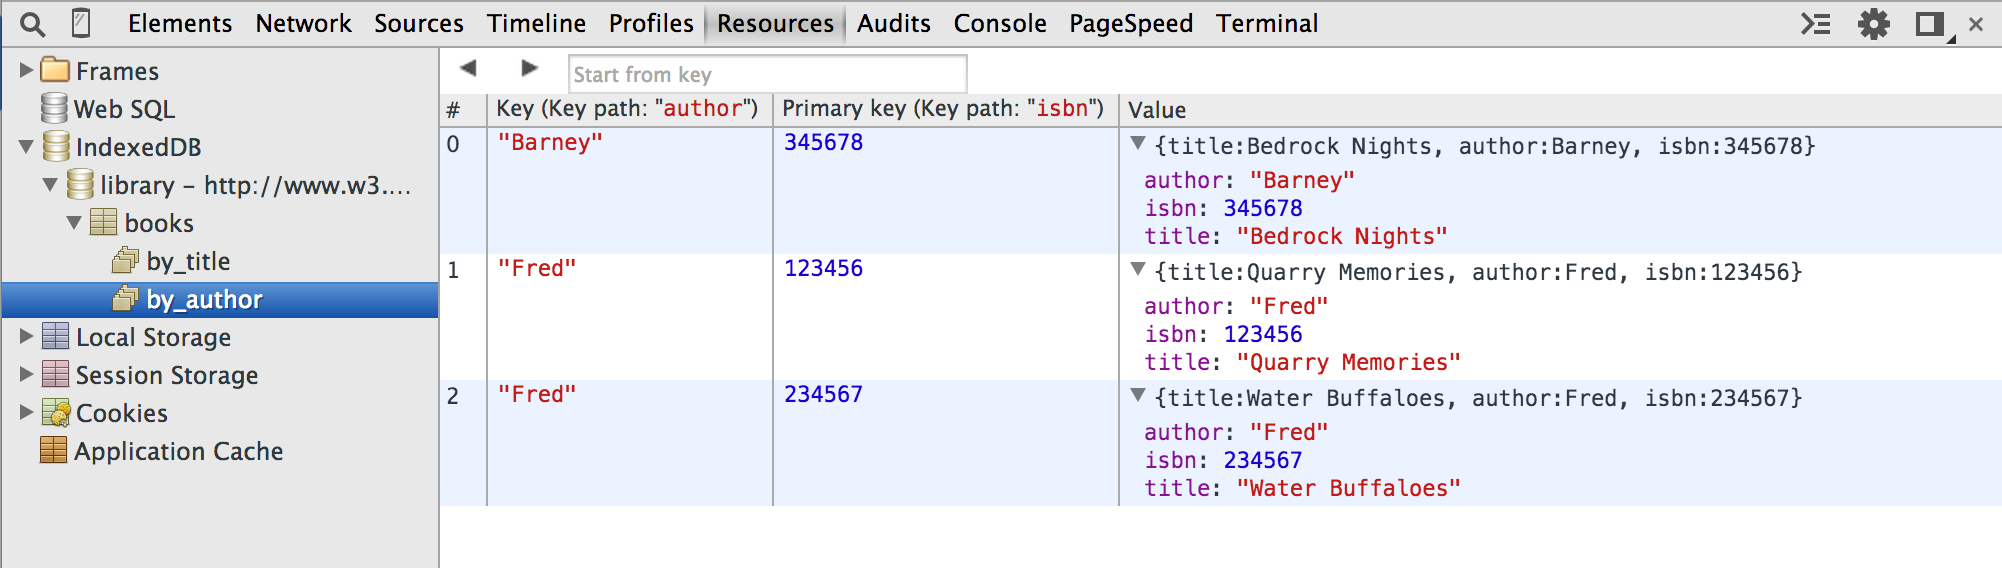 Elements Network Sources Timeline Profiles Resources Audits Console PageSpeed Terminal
Frames
Web SQL
IndexedDB
library – http://www.w3.…
books
by_title
by_author
Local Storage
Session Storage
Cookies
Application Cache
Start from key
# Key (Key path: "author") Primary key (Key path: "isbn") Value
0 "Barney" 345678 {title:Bedrock Nights, author:Barney, isbn:345678}
author: "Barney"
isbn: 345678
title: "Bedrock Nights"
1 "Fred" 123456 {title:Quarry Memories, author:Fred, isbn:123456}
author: "Fred"
isbn: 123456
title: "Quarry Memories"
2 "Fred" 234567 {title:Water Buffaloes, author:Fred, isbn:234567}
author: "Fred"
isbn: 234567
title: "Water Buffaloes"